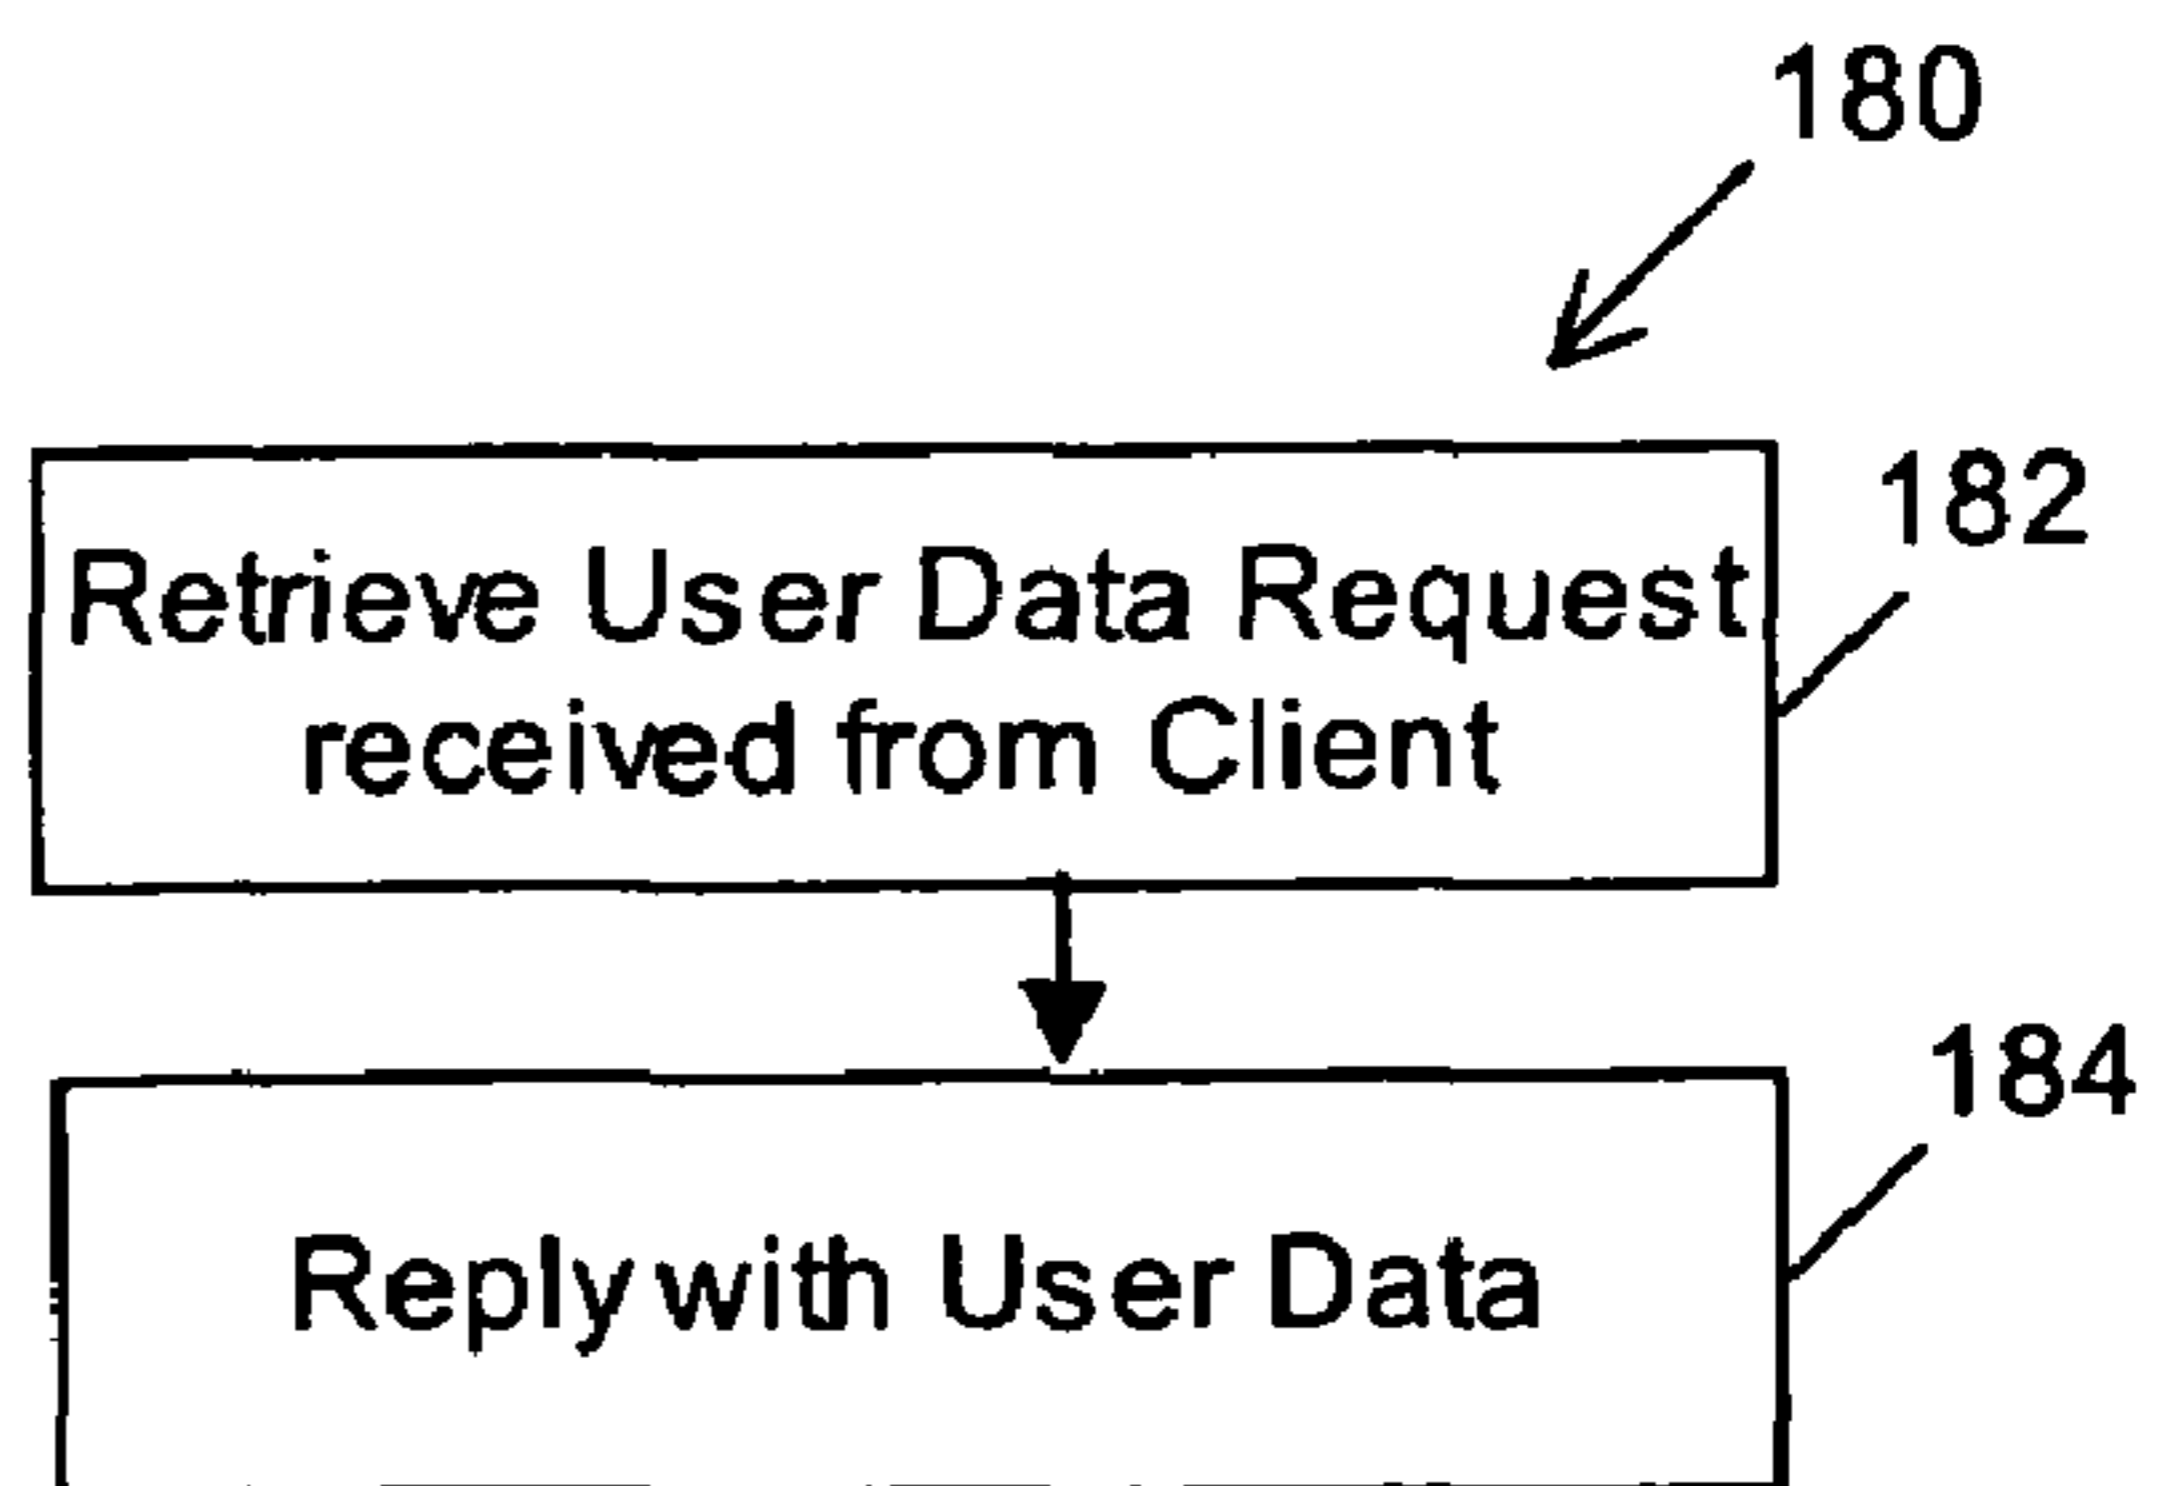 180
182
Retrieve User Data Request
received from Client
184
Reply with User Data